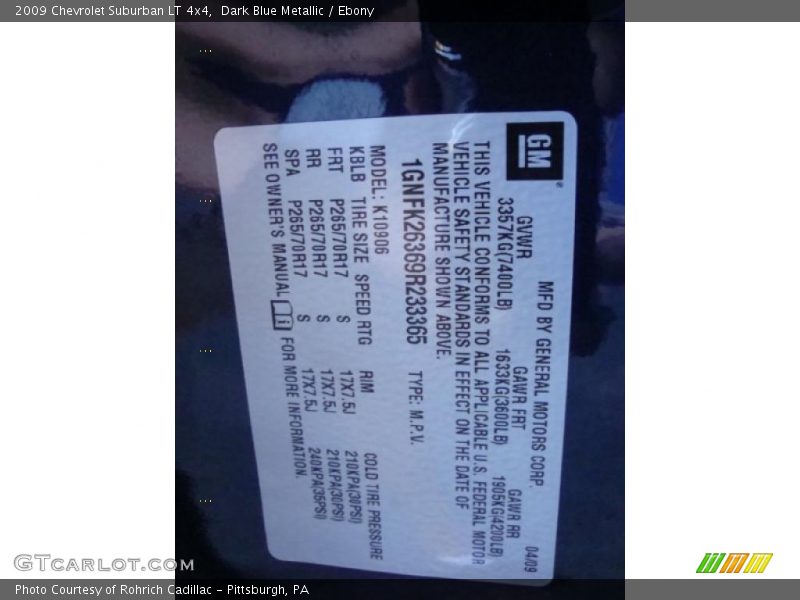 2009 Chevrolet Suburban LT 4x4, Dark Blue Metallic / Ebony
GM
MFD BY GENERAL MOTORS CORP. 04/09
GVWR GAWR FRT GAWR RR
3357KG(7400LB) 1633KG(3600LB) 1905KG(4200LB)
THIS VEHICLE CONFORMS TO ALL APPLICABLE U.S. FEDERAL MOTOR
VEHICLE SAFETY STANDARDS IN EFFECT ON THE DATE OF
MANUFACTURE SHOWN ABOVE.
1GNFK26369R233365 TYPE: M.P.V.
MODEL: K10906
KBLB TIRE SIZE SPEED RTG RIM COLD TIRE PRESSURE
FRT P265/70R17 S 17X7.5J 210KPA(30PSI)
RR P265/70R17 S 17X7.5J 210KPA(30PSI)
SPA P265/70R17 S 17X7.5J 240KPA(35PSI)
SEE OWNER'S MANUAL FOR MORE INFORMATION.
GTCarLot.com
Photo Courtesy of Rohrich Cadillac - Pittsburgh, PA